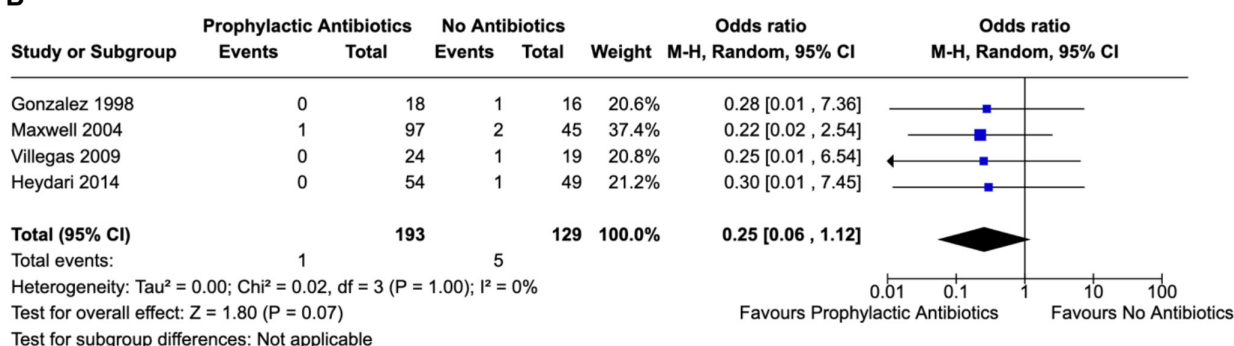 Prophylactic Antibiotics No Antibiotics Odds ratio Odds ratio
Study or Subgroup Events Total Events Total Weight M-H, Random, 95% CI M-H, Random, 95% CI
Gonzalez 1998 0 18 1 16 20.6% 0.28 [0.01 , 7.36]
Maxwell 2004 1 97 2 45 37.4% 0.22 [0.02 , 2.54]
Villegas 2009 0 24 1 19 20.8% 0.25 [0.01 , 6.54]
Heydari 2014 0 54 1 49 21.2% 0.30 [0.01 , 7.45]
Total (95% CI) 193 129 100.0% 0.25 [0.06 , 1.12]
Total events: 1 5
Heterogeneity: Tau² = 0.00; Chi² = 0.02, df = 3 (P = 1.00); I² = 0%
0.01 0.1 1 10 100
Test for overall effect: Z = 1.80 (P = 0.07) Favours Prophylactic Antibiotics Favours No Antibiotics
Test for subgroup differences: Not applicable